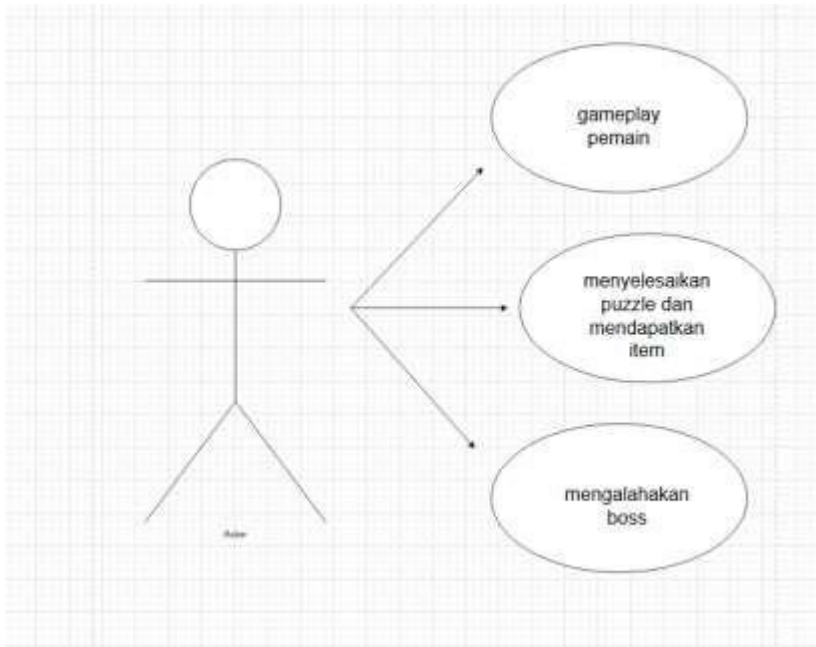 gameplay
pemain
menyelesaikan
puzzle dan
mendapatkan
item
mengalahakan
boss